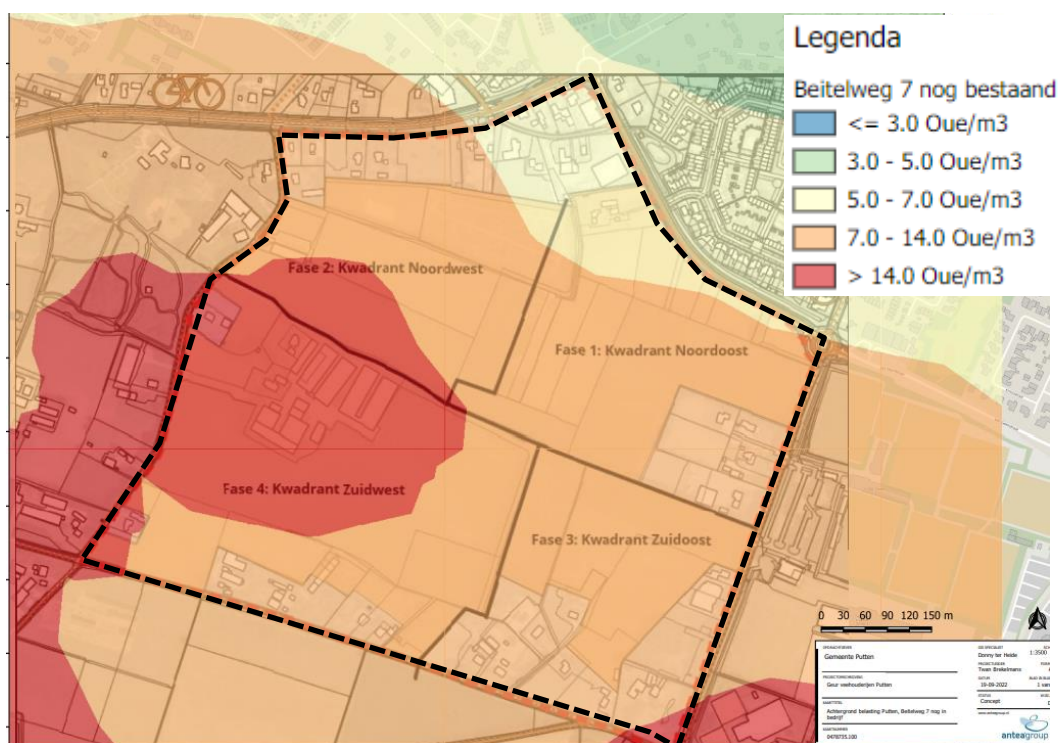 Legenda
Beitelweg 7 nog bestaand
<= 3.0 Oue/m3
3.0 - 5.0 Oue/m3
5.0 - 7.0 Oue/m3
7.0 - 14.0 Oue/m3
> 14.0 Oue/m3
Fase 2: Kwadrant Noordwest
Fase 1: Kwadrant Noordoost
Fase 4: Kwadrant Zuidwest
Fase 3: Kwadrant Zuidoost
0 30 60 90 120 150 m
Gemeente Putten
Donny ter Heide 1:3500
Twan Brekelmans
Geur veehouderijen Putten
19-09-2022 1 van
Concept
Achtergrond belasting Putten, Beitelweg 7 nog in
bedrijf
0478735.100
anteagroup